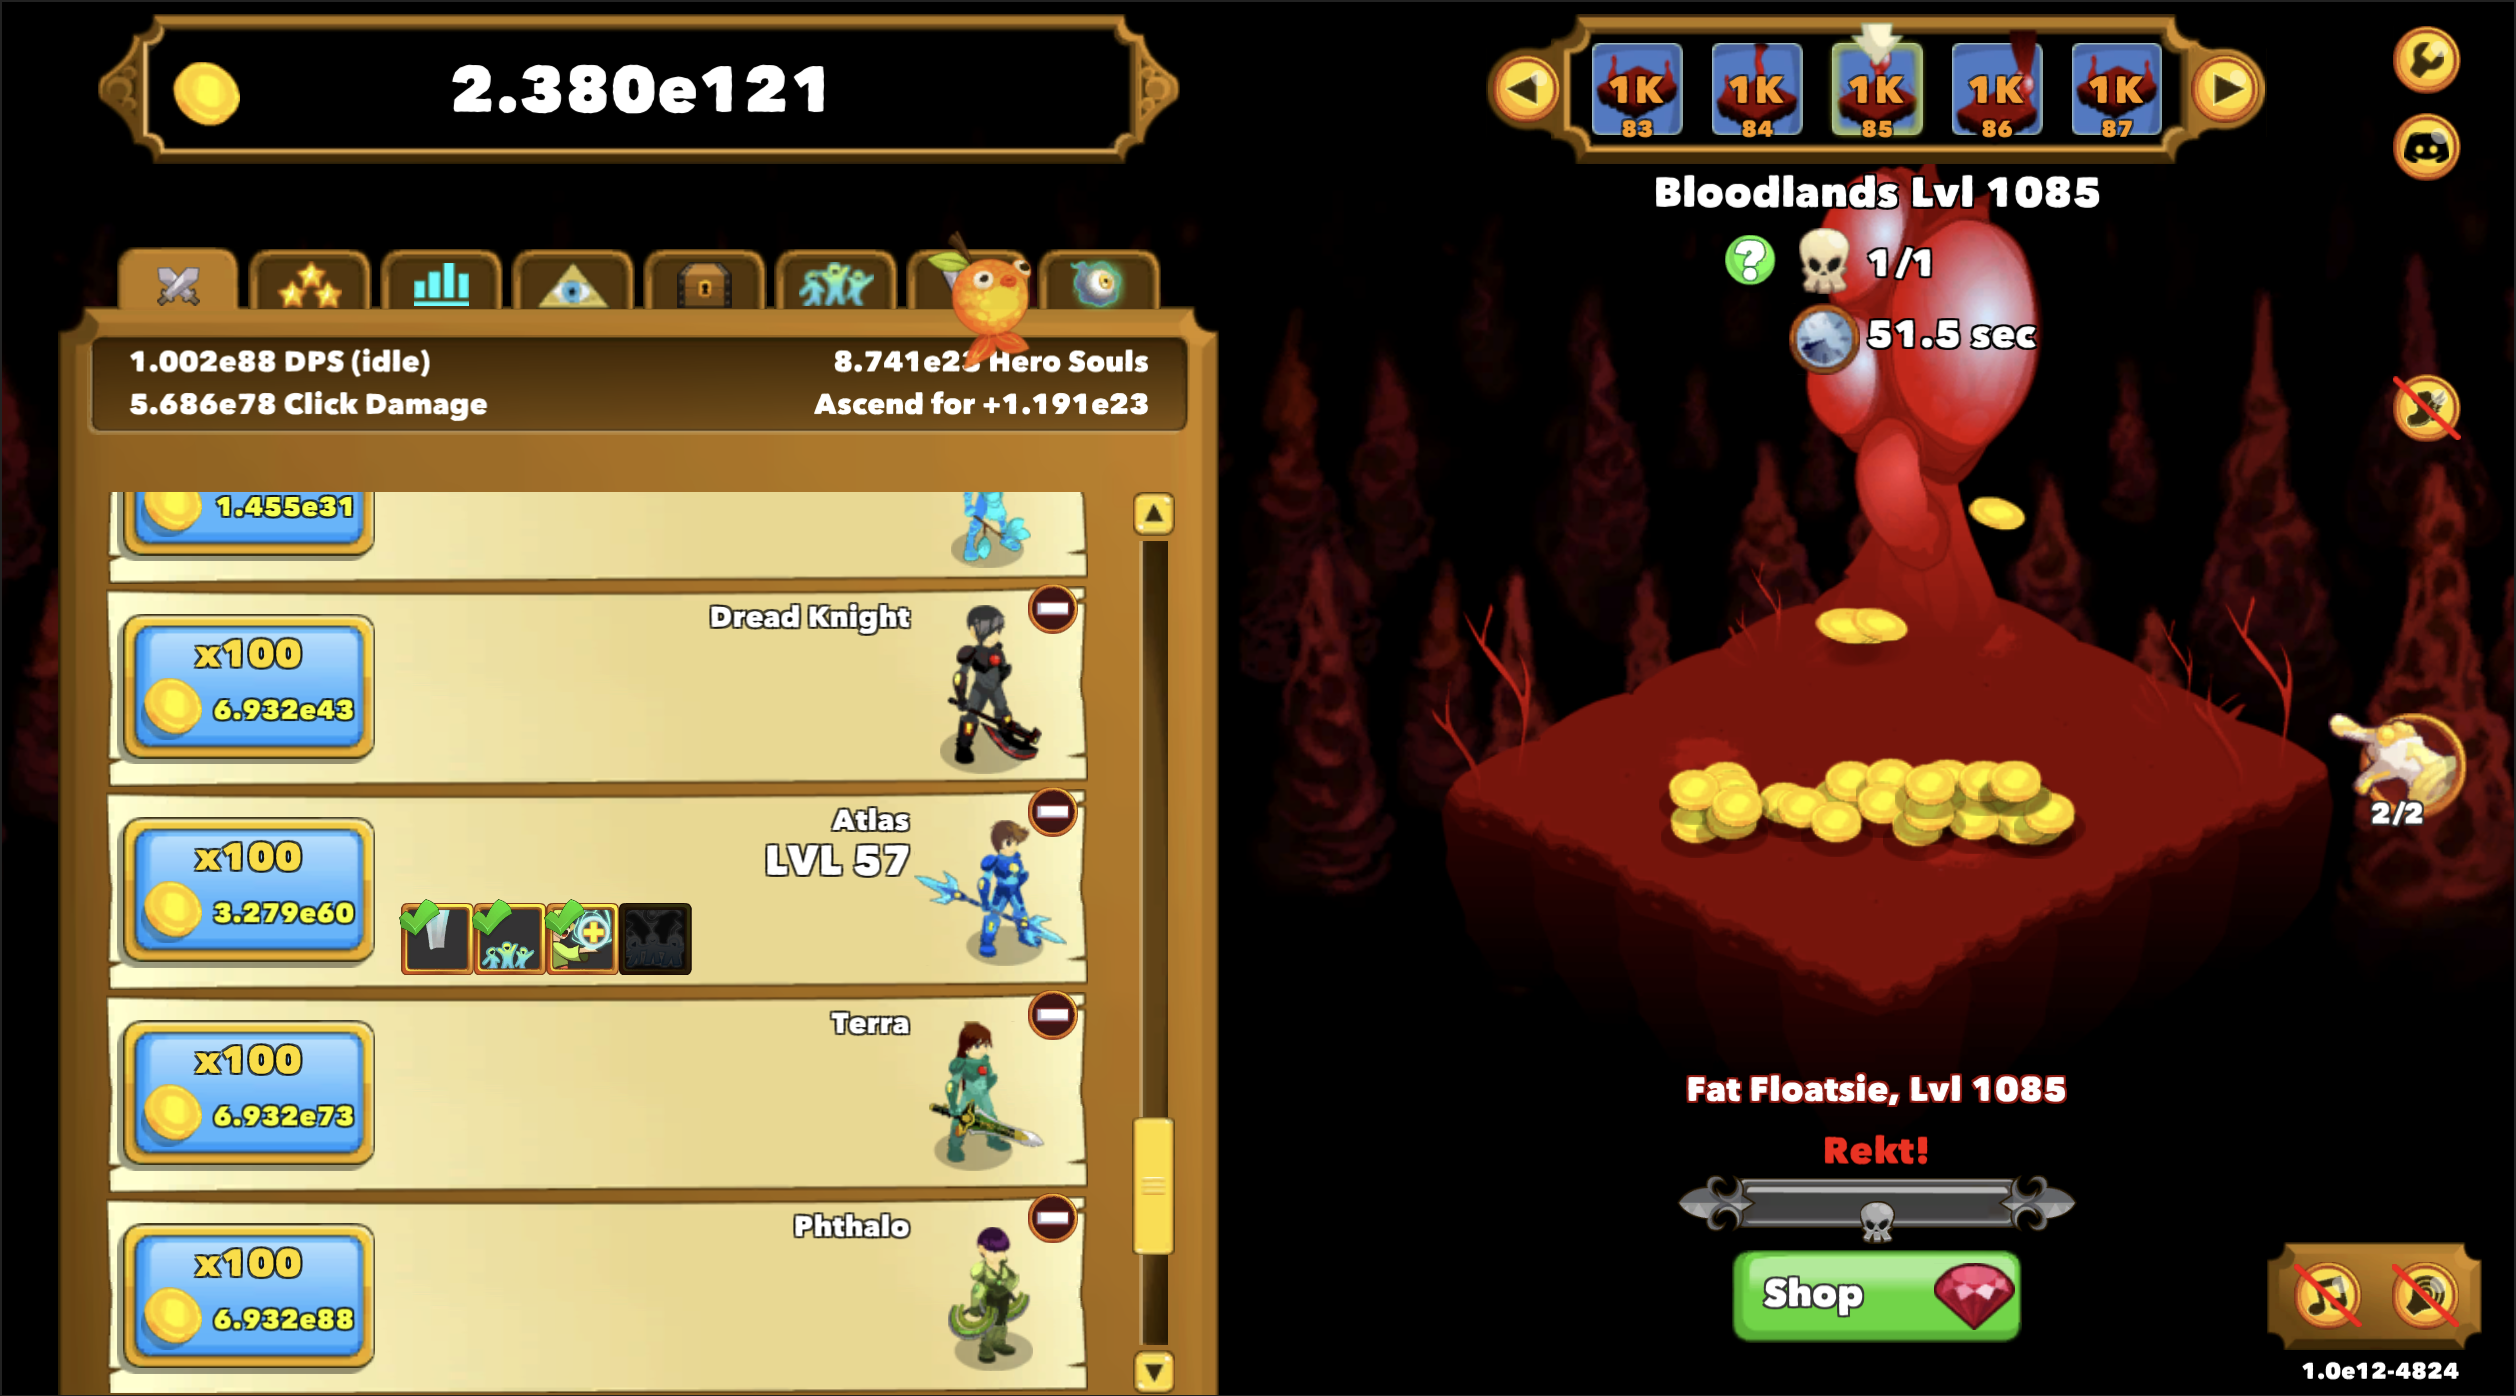 2.380e121
1K
83
1K
84
1K
85
1K
86
1K
87
Bloodlands Lvl 1085
?
1/1
51.5 sec
1.002e88 DPS (idle)
5.686e78 Click Damage
8.741e23 Hero Souls
Ascend for +1.191e23
1.455e31
Dread Knight
x100
6.932e43
Atlas
LVL 57
x100
3.279e60
Terra
x100
6.932e73
Phthalo
x100
6.932e88
2/2
Fat Floatsie, Lvl 1085
Rekt!
Shop
1.0e12-4824